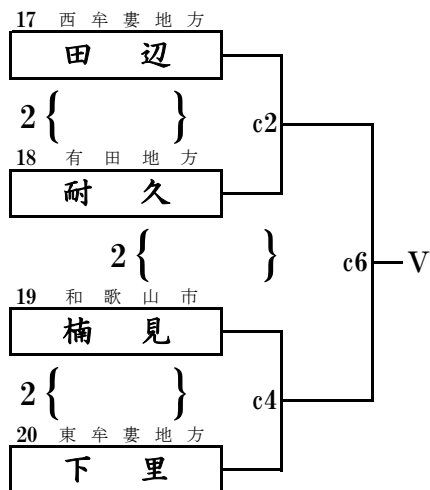 17 西牟婁地方
田辺
2 { }
c2
18 有田地方
耐久
2 { }
c6
V
19 和歌山市
楠見
2 { }
c4
20 東牟婁地方
下里